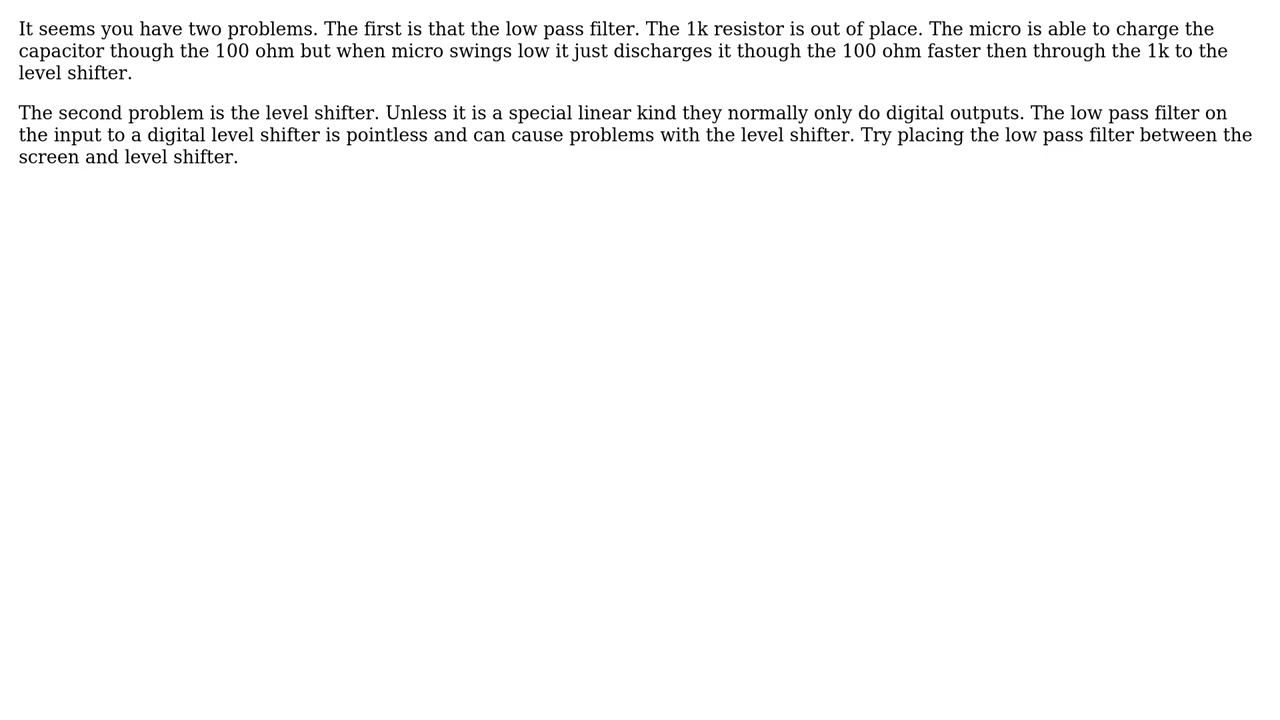 It seems you have two problems. The first is that the low pass filter. The 1k resistor is out of place. The micro is able to charge the
capacitor though the 100 ohm but when micro swings low it just discharges it though the 100 ohm faster then through the 1k to the
level shifter.
The second problem is the level shifter. Unless it is a special linear kind they normally only do digital outputs. The low pass filter on
the input to a digital level shifter is pointless and can cause problems with the level shifter. Try placing the low pass filter between the
screen and level shifter.